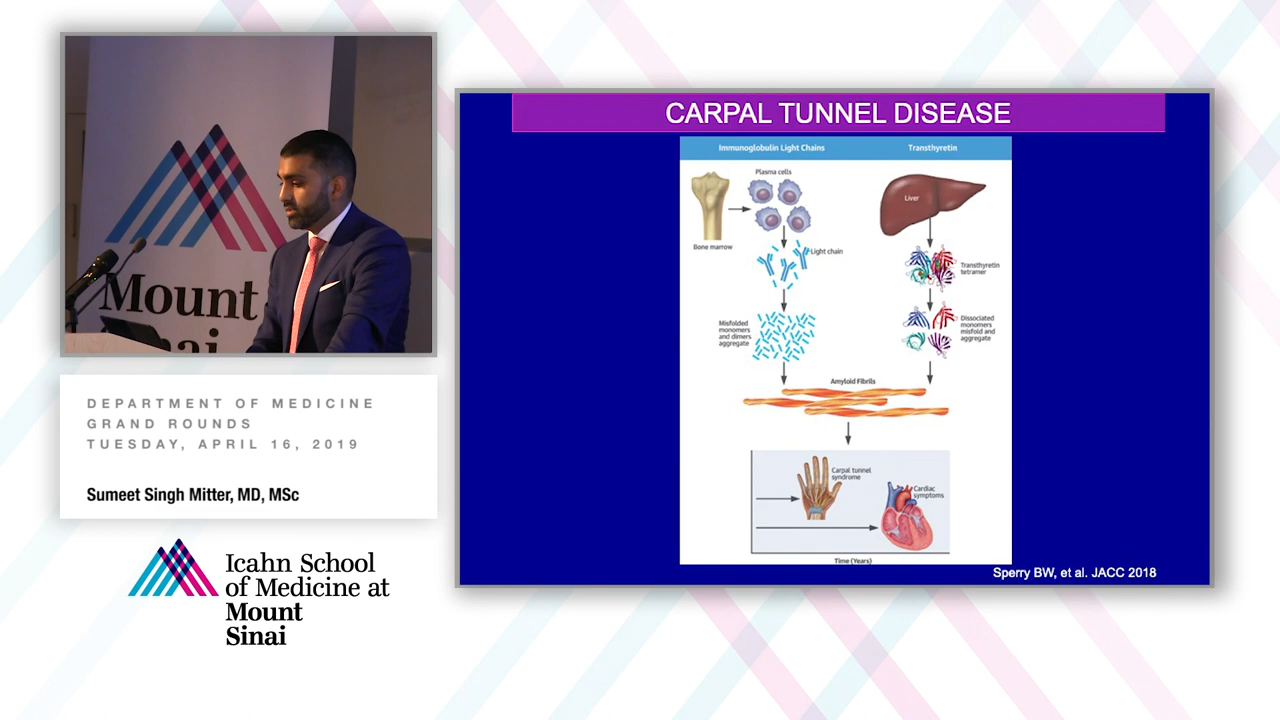 Mount
Sinai
DEPARTMENT OF MEDICINE
GRAND ROUNDS
TUESDAY, APRIL 16, 2019
Sumeet Singh Mitter, MD, MSc
Icahn School
of Medicine at
Mount
Sinai
CARPAL TUNNEL DISEASE
Immunoglobulin Light Chains
Transthyretin
Plasma cells
Liver
Bone marrow
Light chain
Transthyretin
tetramer
Misfolded
monomers
and dimers
aggregate
Dissociated
monomers
misfold and
aggregate
Amyloid Fibrils
Carpal tunnel
syndrome
Cardiac
symptoms
Time (Years)
Sperry BW, et al. JACC 2018